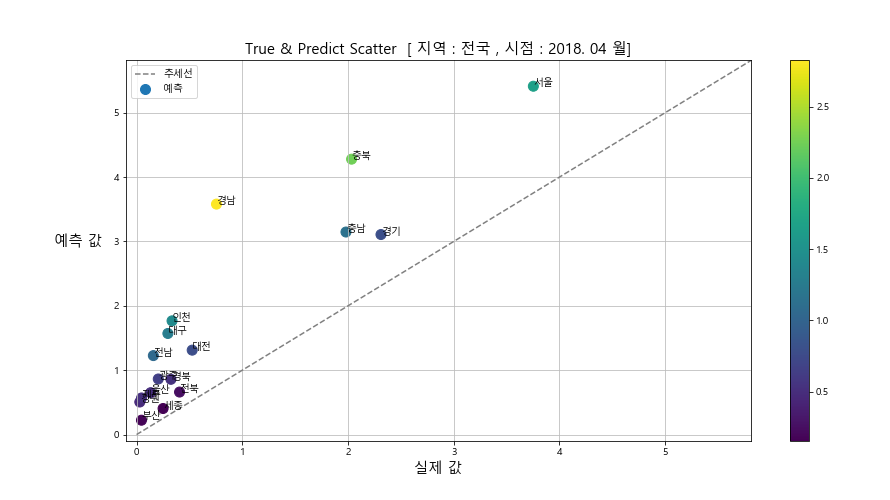 True & Predict Scatter [ 지역 : 전국 , 시점 : 2018. 04 월]
주세선
예측
서울
충북
경남
충남
경기
인천
대구
대전
전남
광주
경북
울산
전북
강원
세종
부산
예측 값
실제 값
0
1
2
3
4
5
0
1
2
3
4
5
0.5
1.0
1.5
2.0
2.5